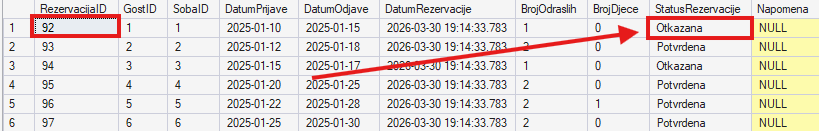 RezervacijaID GostID SobaID DatumPrijave DatumOdjave DatumRezervacije BrojOdraslih BrojDjece StatusRezervacije Napomena
1 92 1 1 2025-01-10 2025-01-15 2026-03-30 19:14:33.783 1 0 Otkazana NULL
2 93 2 2 2025-01-12 2025-01-18 2026-03-30 19:14:33.783 2 0 Potvrdena NULL
3 94 3 3 2025-01-15 2025-01-17 2026-03-30 19:14:33.783 1 0 Otkazana NULL
4 95 4 4 2025-01-20 2025-01-25 2026-03-30 19:14:33.783 2 0 Potvrdena NULL
5 96 5 5 2025-01-22 2025-01-28 2026-03-30 19:14:33.783 2 1 Potvrdena NULL
6 97 6 6 2025-01-25 2025-01-30 2026-03-30 19:14:33.783 2 0 Potvrdena NULL